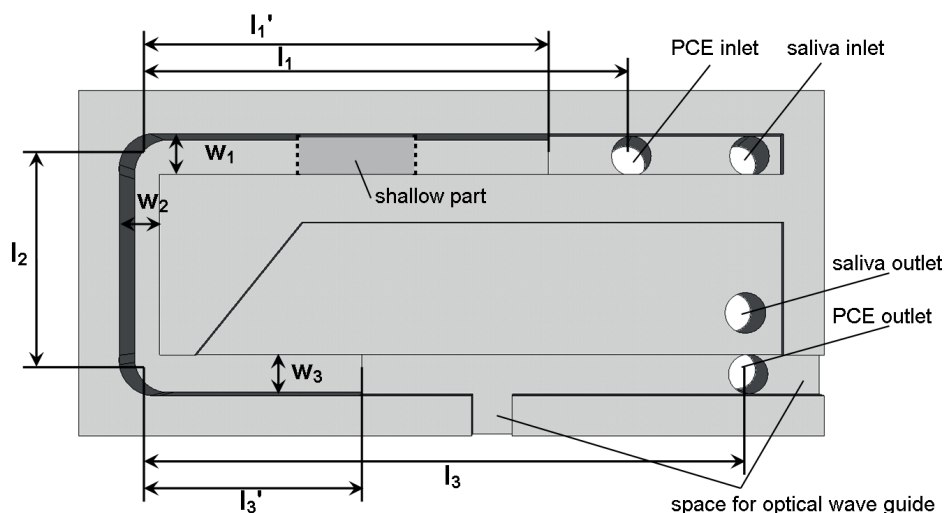 l₁'
l₁
PCE inlet
saliva inlet
w₁
shallow part
w₂
l₂
saliva outlet
PCE outlet
w₃
l₃
l₃'
space for optical wave guide